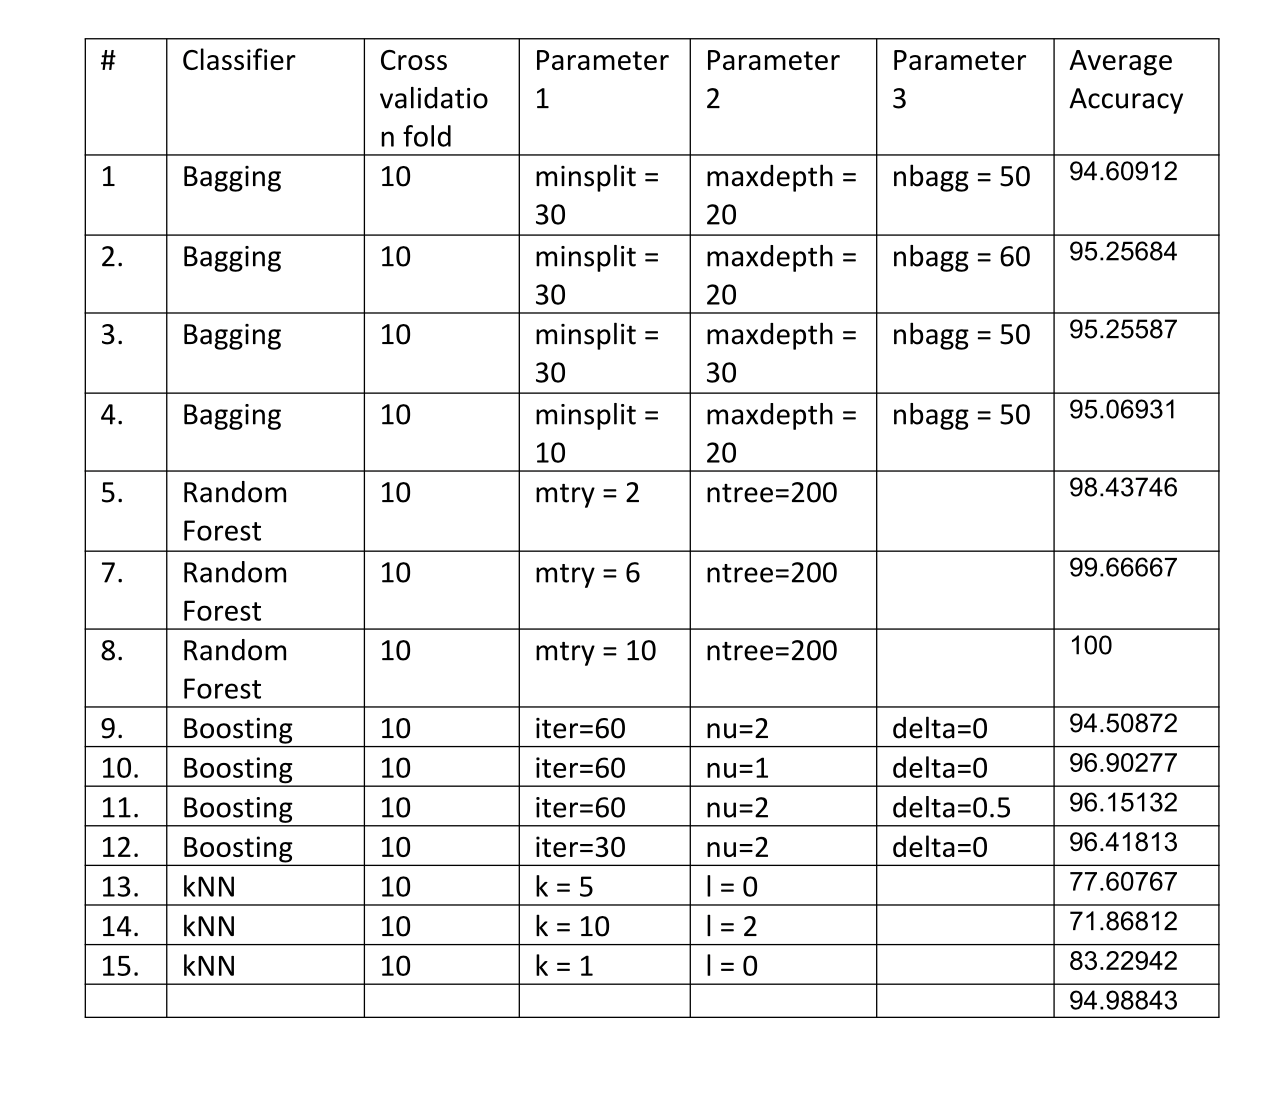 # Classifier Cross validatio n fold Parameter 1 Parameter 2 Parameter 3 Average Accuracy
1 Bagging 10 minsplit = 30 maxdepth = 20 nbagg = 50 94.60912
2. Bagging 10 minsplit = 30 maxdepth = 20 nbagg = 60 95.25684
3. Bagging 10 minsplit = 30 maxdepth = 30 nbagg = 50 95.25587
4. Bagging 10 minsplit = 10 maxdepth = 20 nbagg = 50 95.06931
5. Random Forest 10 mtry = 2 ntree=200 98.43746
7. Random Forest 10 mtry = 6 ntree=200 99.66667
8. Random Forest 10 mtry = 10 ntree=200 100
9. Boosting 10 iter=60 nu=2 delta=0 94.50872
10. Boosting 10 iter=60 nu=1 delta=0 96.90277
11. Boosting 10 iter=60 nu=2 delta=0.5 96.15132
12. Boosting 10 iter=30 nu=2 delta=0 96.41813
13. kNN 10 k = 5 l = 0 77.60767
14. kNN 10 k = 10 l = 2 71.86812
15. kNN 10 k = 1 l = 0 83.22942
94.98843